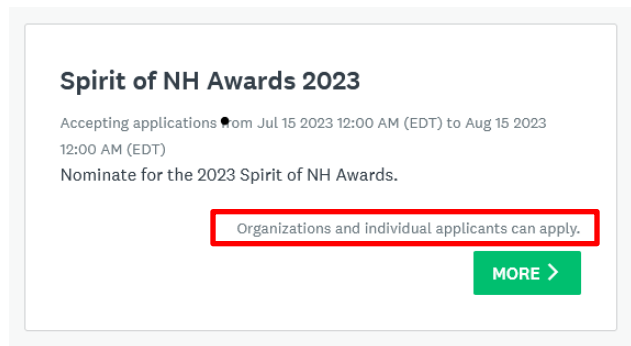 Spirit of NH Awards 2023
Accepting applications from Jul 15 2023 12:00 AM (EDT) to Aug 15 2023
12:00 AM (EDT)
Nominate for the 2023 Spirit of NH Awards.
Organizations and individual applicants can apply.
MORE